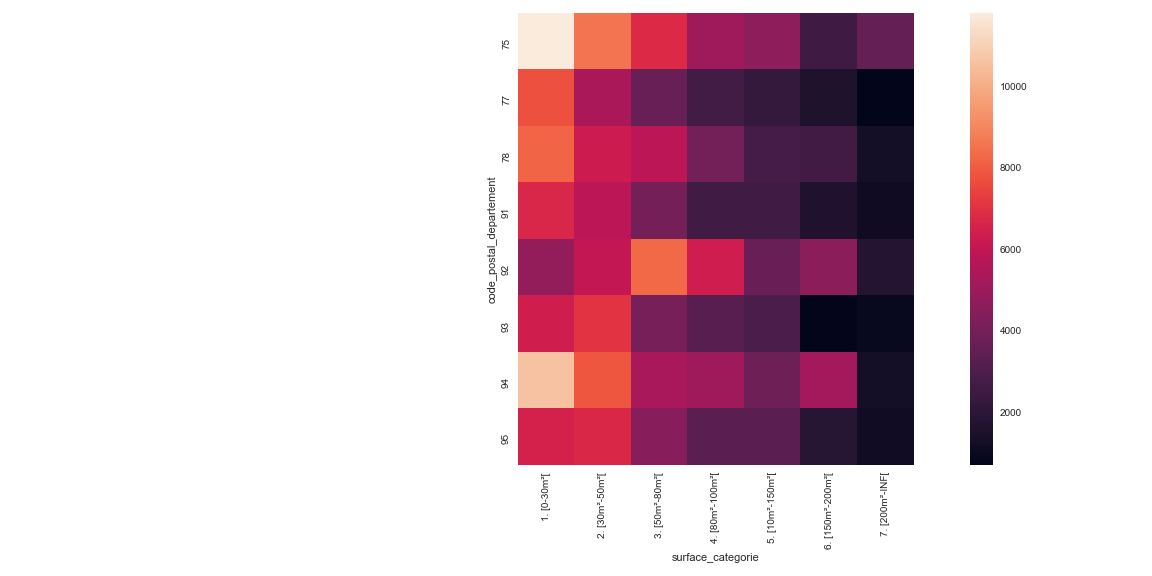 code_postal_departement
75
77
78
91
92
93
94
95
1. [0-30m²[
2. [30m²-50m²[
3. [50m²-80m²[
4. [80m²-100m²[
5. [10m²-150m²[
6. [150m²-200m²[
7. [200m²-INF[
surface_categorie
10000
8000
6000
4000
2000